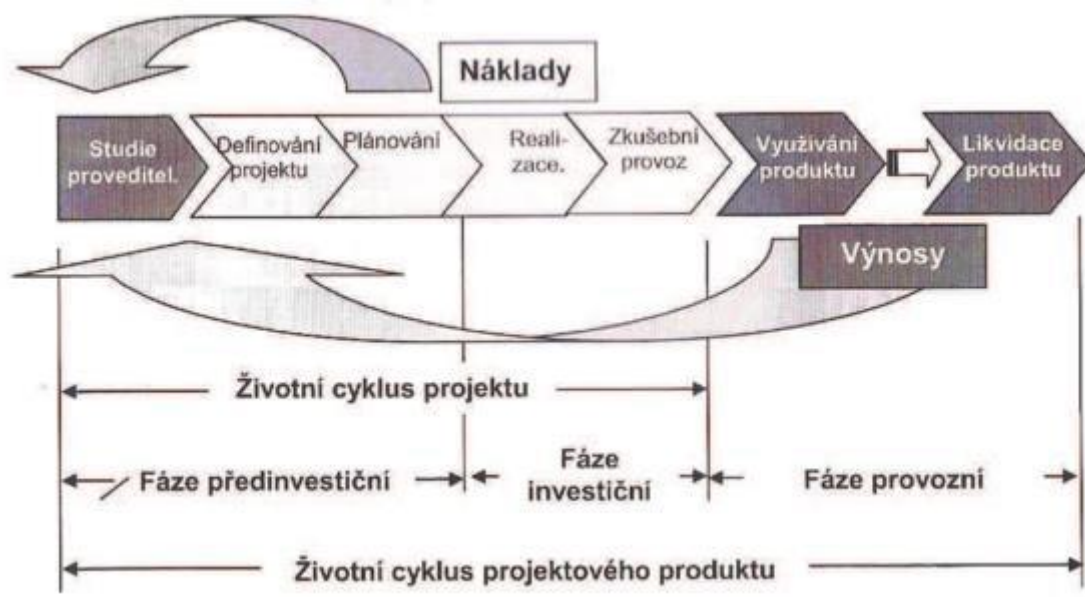 Náklady
Studie
proveditel.
Definování
projektu
Plánování
Reali-
zace.
Zkušební
provoz
Využívání
produktu
Likvidace
produktu
Výnosy
Životní cyklus projektu
Fáze předinvestiční
Fáze
investiční
Fáze provozní
Životní cyklus projektového produktu